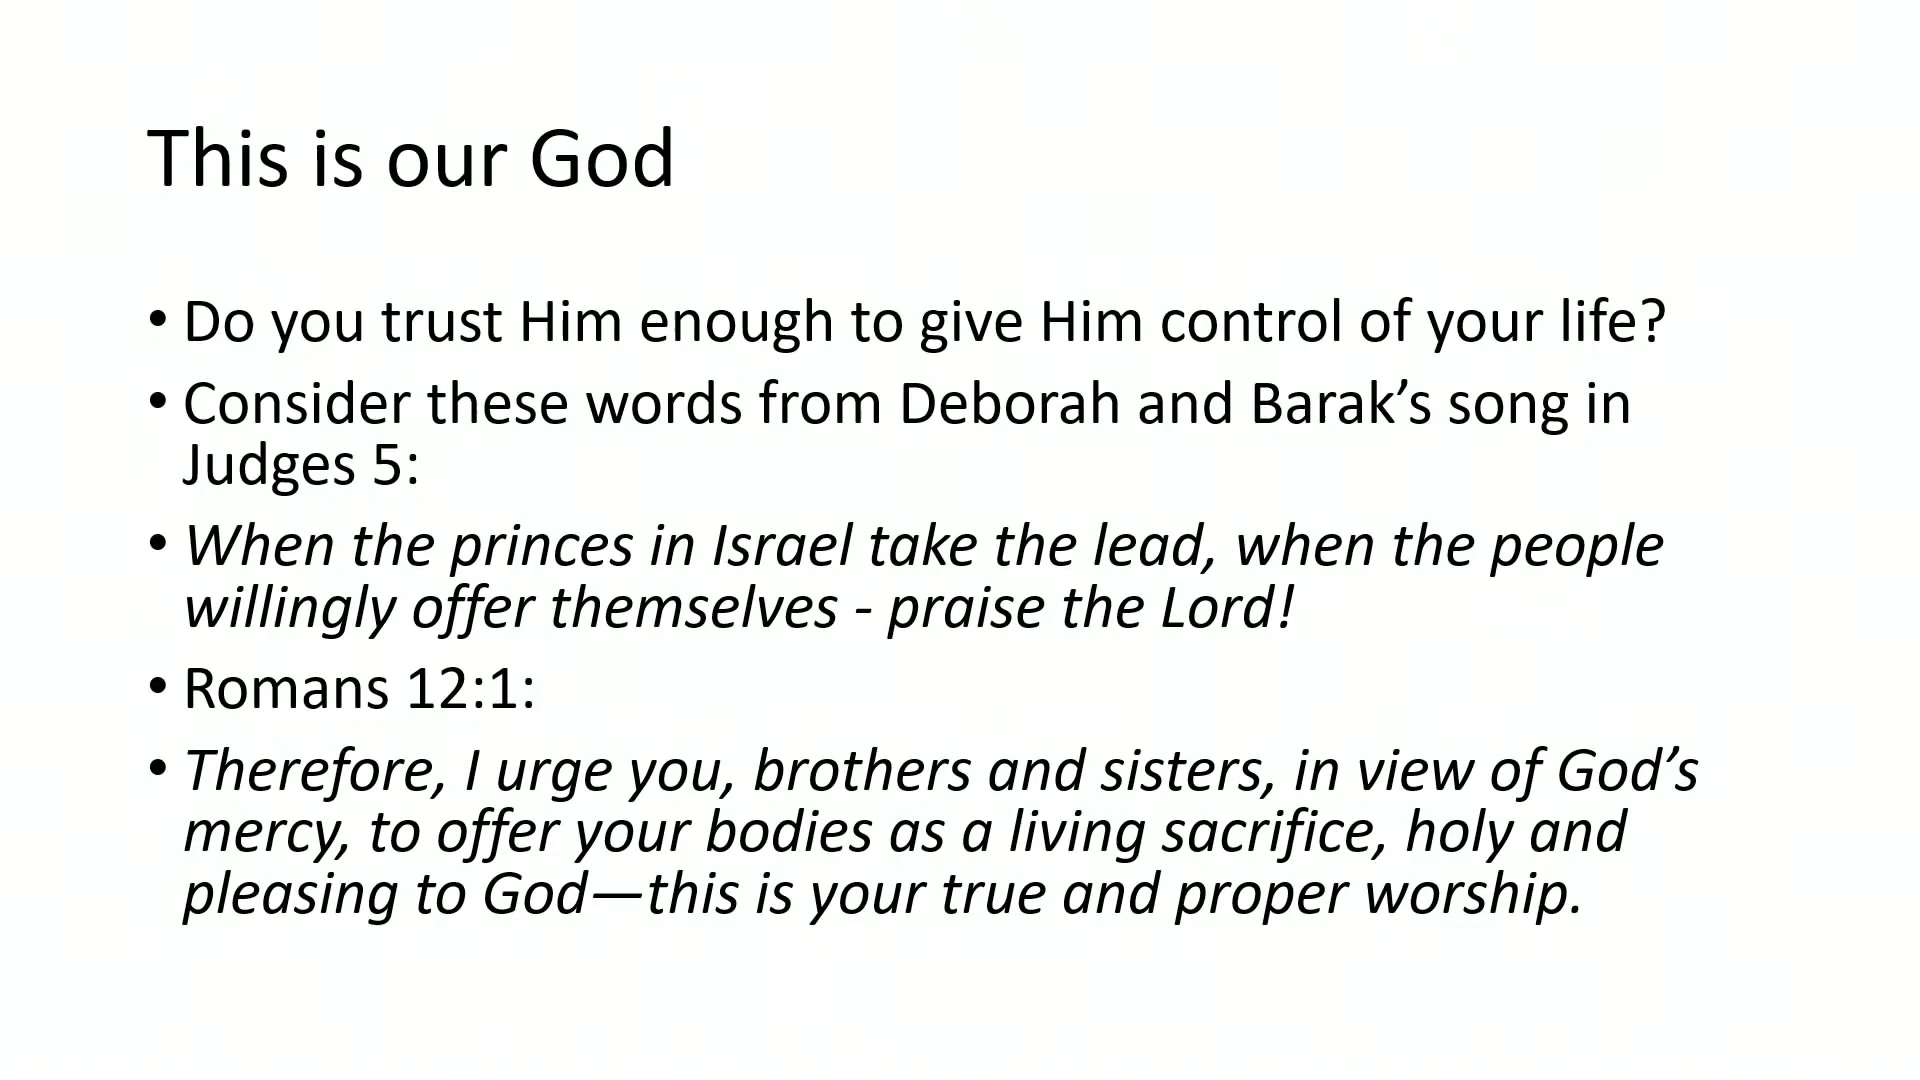 This is our God
• Do you trust Him enough to give Him control of your life?
• Consider these words from Deborah and Barak’s song in
Judges 5:
• When the princes in Israel take the lead, when the people
willingly offer themselves - praise the Lord!
• Romans 12:1:
• Therefore, I urge you, brothers and sisters, in view of God’s
mercy, to offer your bodies as a living sacrifice, holy and
pleasing to God—this is your true and proper worship.